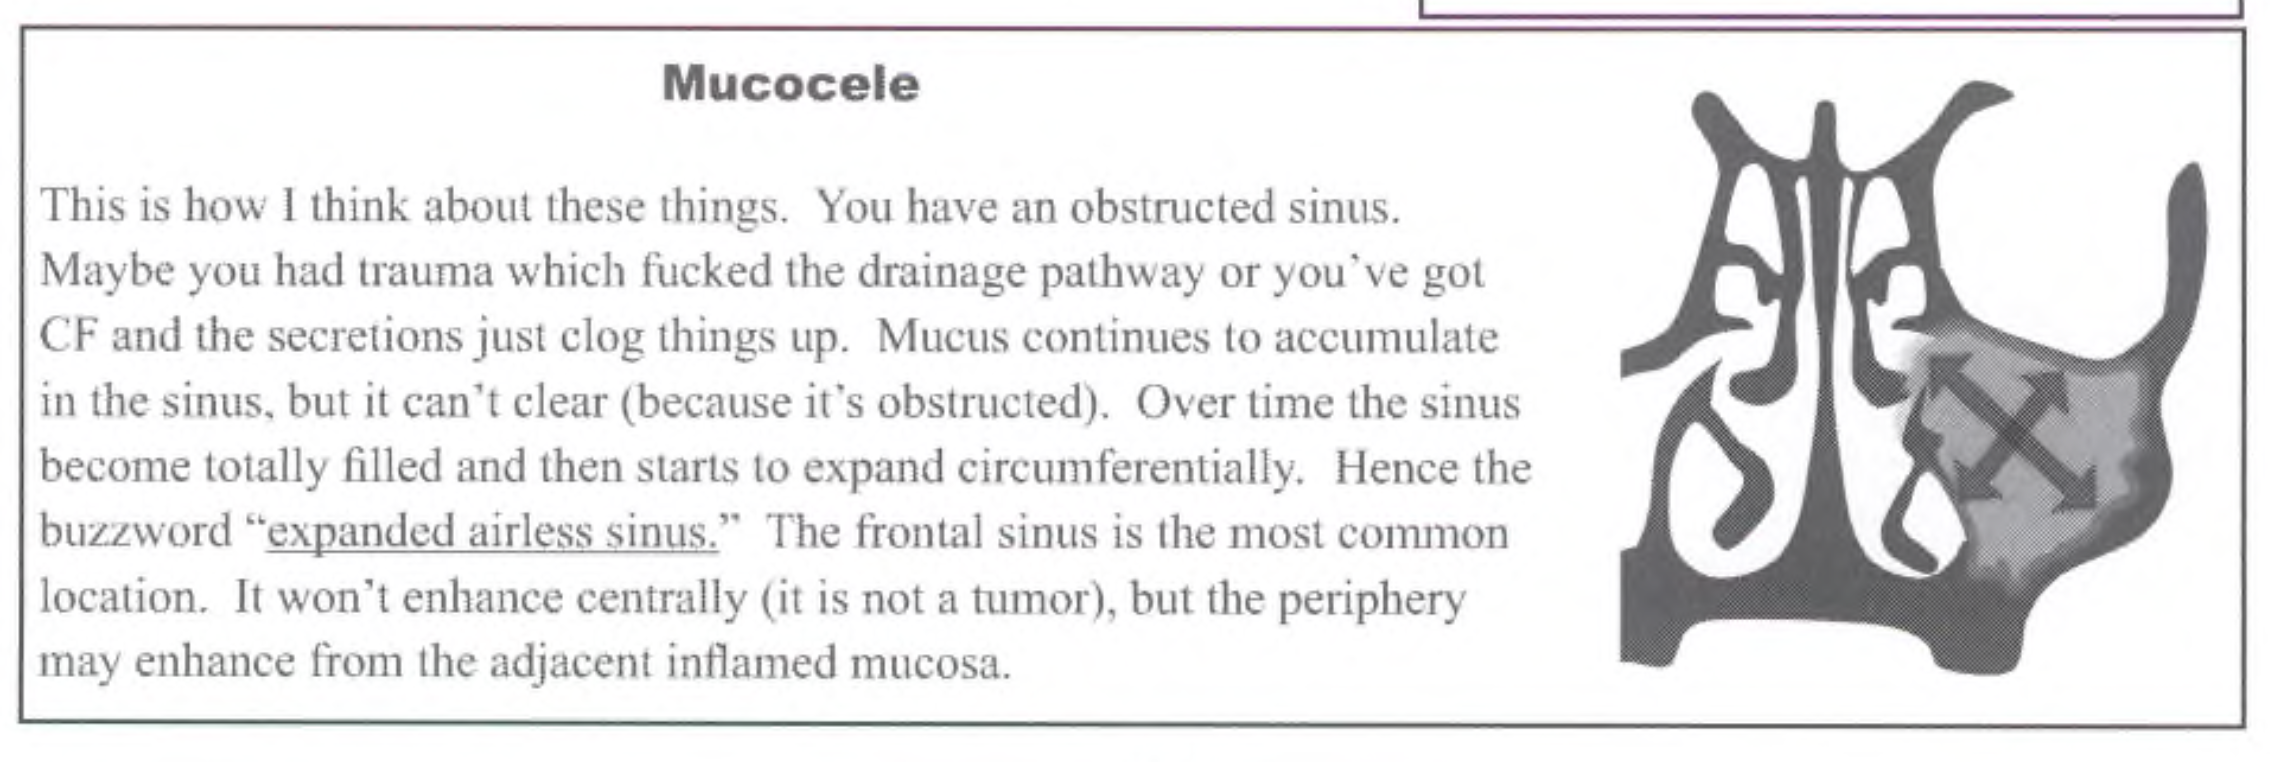 Mucocele
This is how I think about these things. You have an obstructed sinus.
Maybe you had trauma which fucked the drainage pathway or you've got
CF and the secretions just clog things up. Mucus continues to accumulate
in the sinus, but it can't clear (because it's obstructed). Over time the sinus
become totally filled and then starts to expand circumferentially. Hence the
buzzword “expanded airless sinus.” The frontal sinus is the most common
location. It won't enhance centrally (it is not a tumor), but the periphery
may enhance from the adjacent inflamed mucosa.